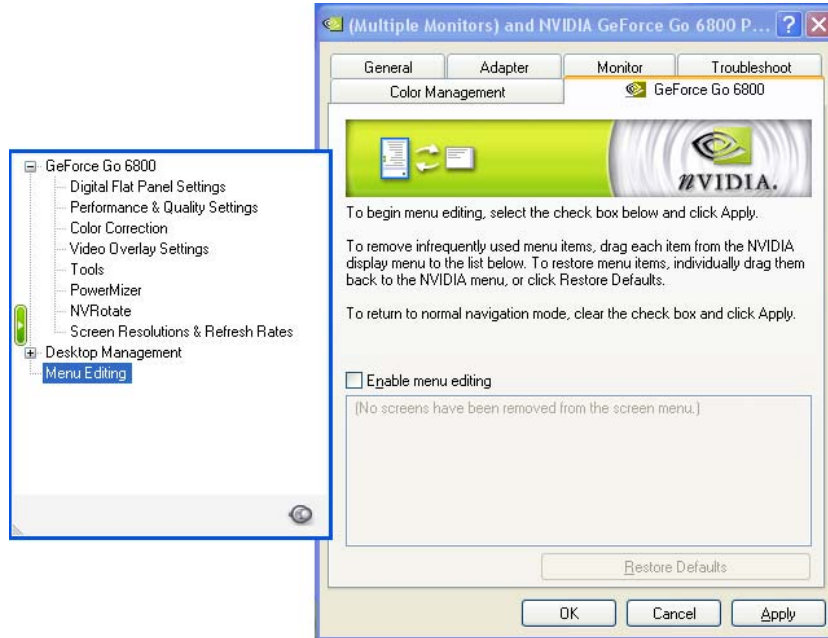 (Multiple Monitors) and NVIDIA GeForce Go 6800 P...
General
Adapter
Monitor
Troubleshoot
Color Management
GeForce Go 6800
nVIDIA.
GeForce Go 6800
Digital Flat Panel Settings
Performance & Quality Settings
Color Correction
Video Overlay Settings
Tools
PowerMizer
NVRotate
Screen Resolutions & Refresh Rates
Desktop Management
Menu Editing
To begin menu editing, select the check box below and click Apply.
To remove infrequently used menu items, drag each item from the NVIDIA
display menu to the list below. To restore menu items, individually drag them
back to the NVIDIA menu, or click Restore Defaults.
To return to normal navigation mode, clear the check box and click Apply.
Enable menu editing
(No screens have been removed from the screen menu.)
Restore Defaults
OK
Cancel
Apply